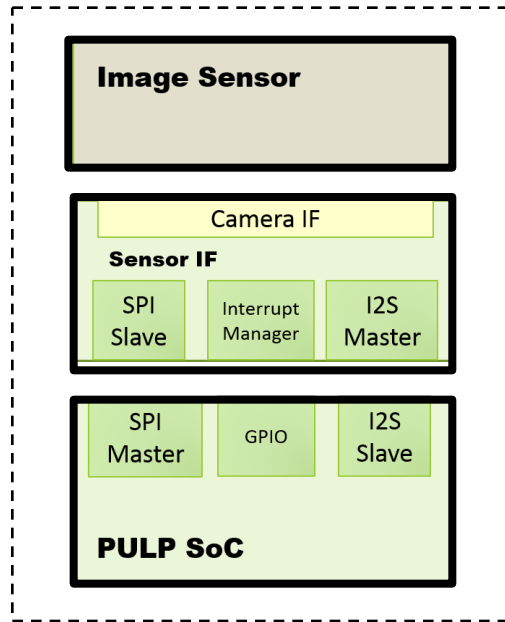 Image Sensor
Camera IF
Sensor IF
SPI
Slave
Interrupt
Manager
I2S
Master
SPI
Master
GPIO
I2S
Slave
PULP SoC